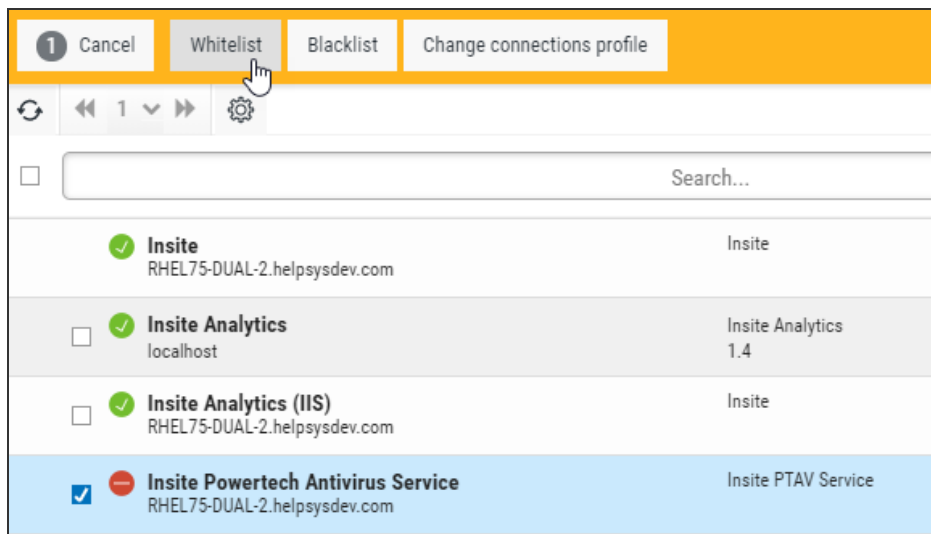 1 Cancel Whitelist Blacklist Change connections profile
1
Search...
Insite Insite
RHEL75-DUAL-2.helpsysdev.com
Insite Analytics Insite Analytics
localhost 1.4
Insite Analytics (IIS) Insite
RHEL75-DUAL-2.helpsysdev.com
Insite Powertech Antivirus Service Insite PTAV Service
RHEL75-DUAL-2.helpsysdev.com